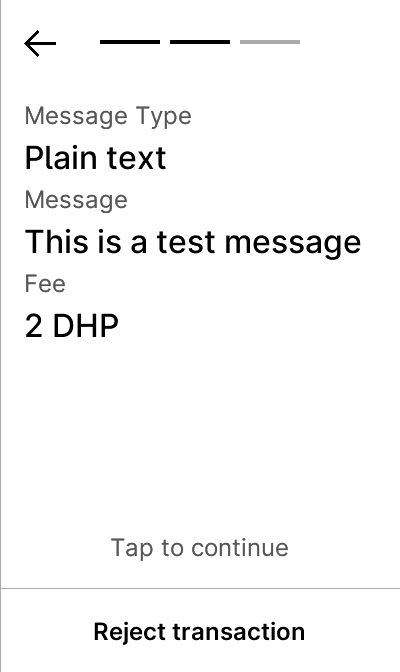 Message Type
Plain text
Message
This is a test message
Fee
2 DHP
Tap to continue
Reject transaction